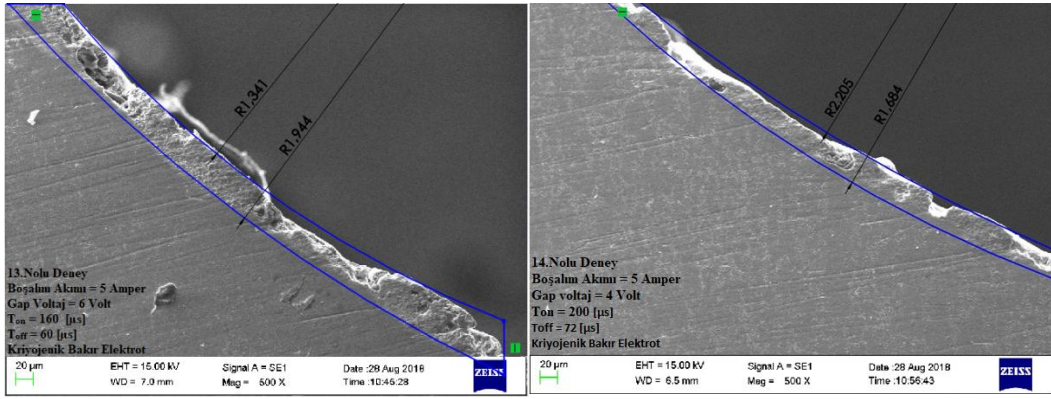 R1,341
R1,944
13.Nolu Deney
Boşalım Akımı = 5 Amper
Gap Voltaj = 6 Volt
Ton = 160 [µs]
Toff = 60 [µs]
Kriyojenik Bakır Elektrot
20 µm
EHT = 15.00 kV
Signal A = SE1
Date :28 Aug 2018
WD = 7.0 mm
Mag = 500 X
Time :10:45:28
ZEISS
R2,205
R1,684
14.Nolu Deney
Boşalım Akımı = 5 Amper
Gap voltaj = 4 Volt
Ton = 200 [µs]
Toff = 72 [µs]
Kriyojenik Bakır Elektrot
20 µm
EHT = 15.00 kV
Signal A = SE1
Date :28 Aug 2018
WD = 6.5 mm
Mag = 500 X
Time :10:56:43
ZEISS